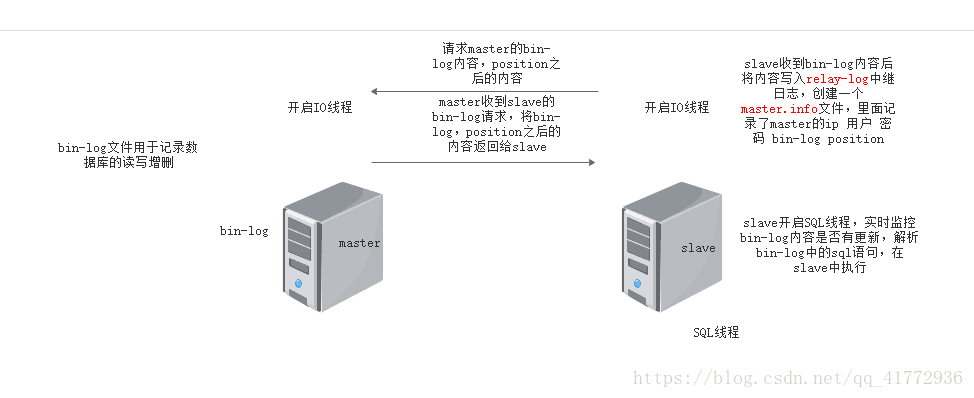 请求master的bin-
log内容，position之
后的内容
slave收到bin-log内容后
将内容写入relay-log中继
日志，创建一个
master.info文件，里面记
录了master的ip 用户 密
码 bin-log position
开启IO线程
master收到slave的
bin-log请求，将bin-
log，position之后的
内容返回给slave
开启IO线程
bin-log文件用于记录数
据库的读写增删
bin-log
master
slave
slave开启SQL线程，实时监控
bin-log内容是否有更新，解析
bin-log中的sql语句，在
slave中执行
SQL线程
https://blog.csdn.net/qq_41772936